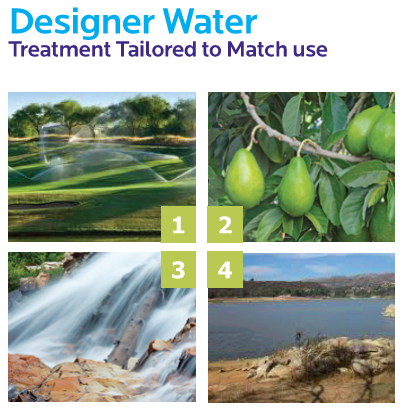 Designer Water
Treatment Tailored to Match use
1 2
3 4